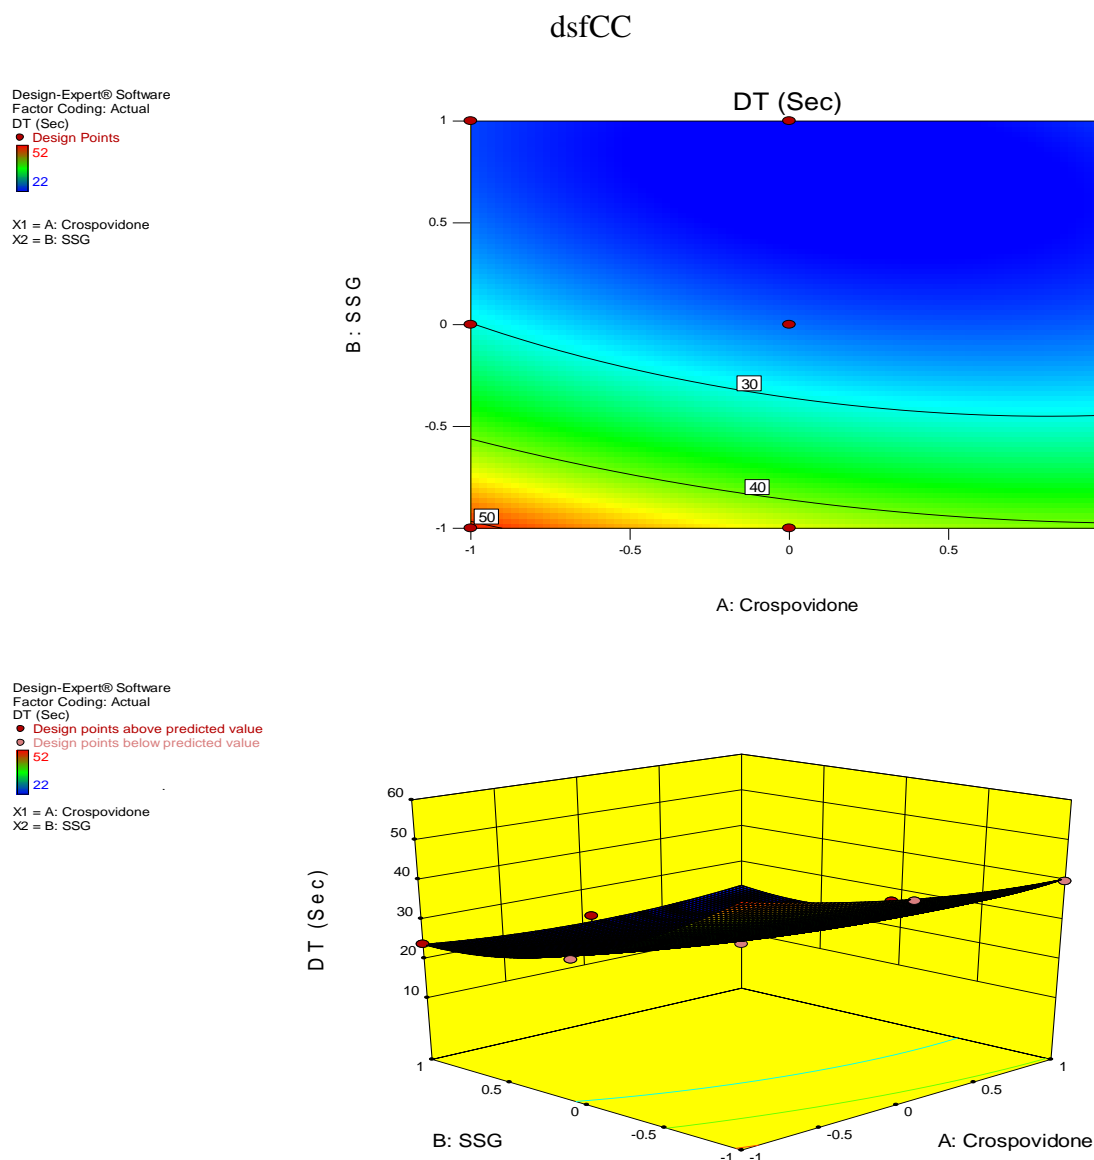 dsfCC
Design-Expert® Software
Factor Coding: Actual
DT (Sec)
Design Points
52
22
X1 = A: Crospovidone
X2 = B: SSG
DT (Sec)
1
0.5
0
-0.5
-1
B: SSG
30
40
50
-1
-0.5
0
0.5
A: Crospovidone
Design-Expert® Software
Factor Coding: Actual
DT (Sec)
Design points above predicted value
Design points below predicted value
52
22
X1 = A: Crospovidone
X2 = B: SSG
60
50
40
30
20
10
DT (Sec)
1
0.5
0
-0.5
-1
B: SSG
-1
-0.5
0
0.5
1
A: Crospovidone